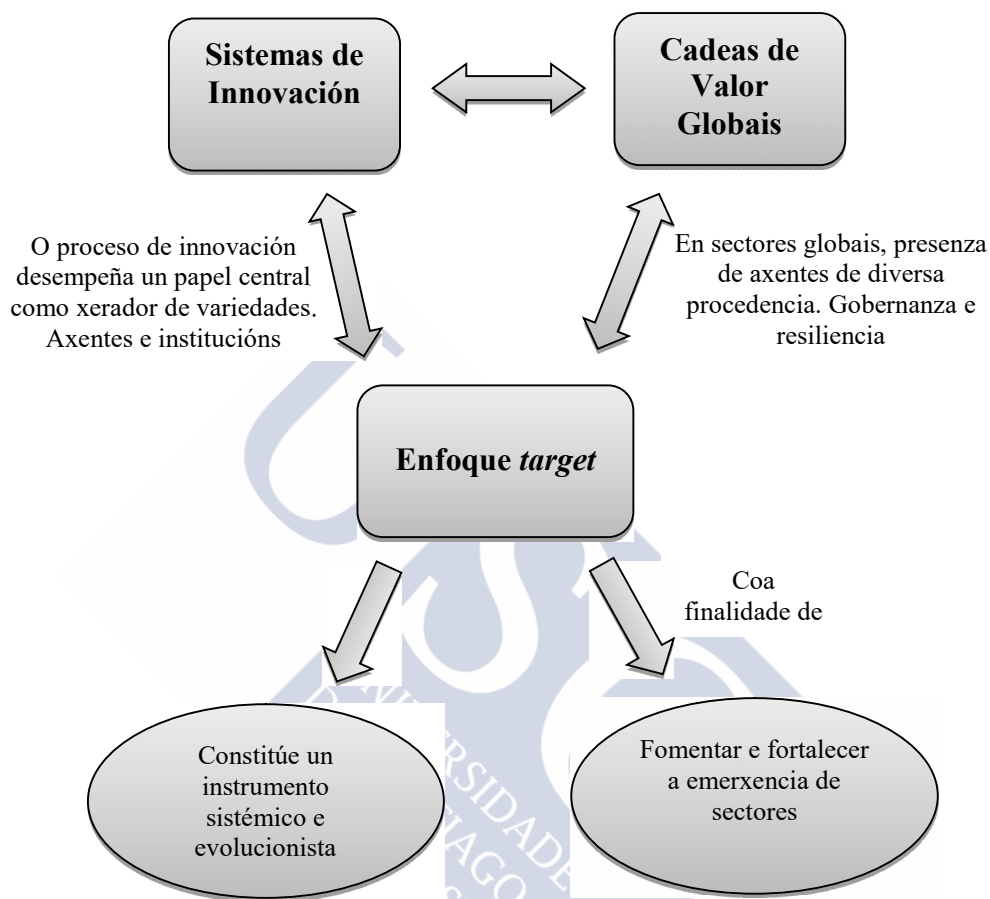 Sistemas de
Innovación
Cadeas de
Valor
Globais
O proceso de innovación
desempeña un papel central
como xerador de variedades.
Axentes e institucións
En sectores globais, presenza
de axentes de diversa
procedencia. Gobernanza e
resiliencia
Enfoque target
Coa
finalidade de
Constitúe un
instrumento
sistémico e
evolucionista
Fomentar e fortalecer
a emerxencia de
sectores